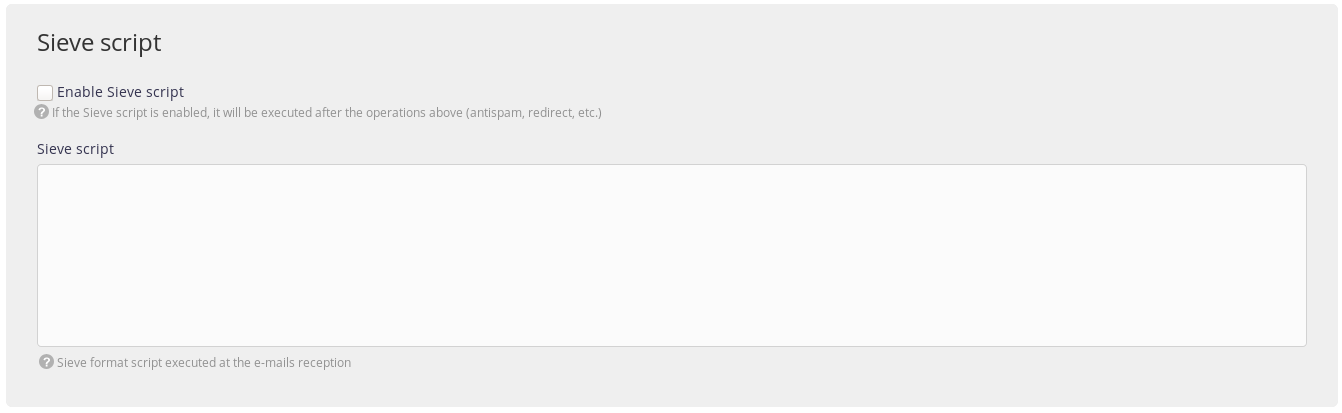 Sieve script
Enable Sieve script
? If the Sieve script is enabled, it will be executed after the operations above (antispam, redirect, etc.)
Sieve script
? Sieve format script executed at the e-mails reception